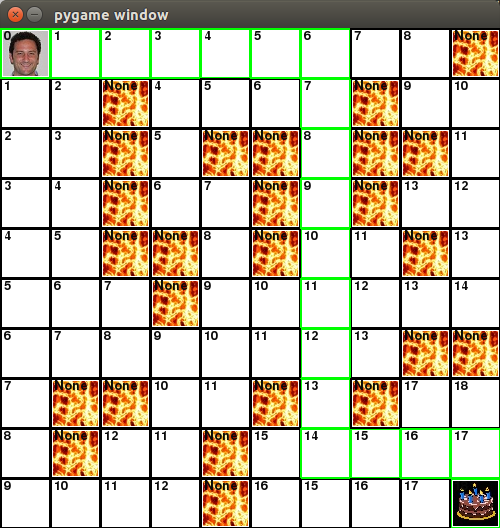 pygame window
0 1 2 3 4 5 6 7 8 None
1 2 None 4 5 6 7 None 9 10
2 3 None 5 None None 8 None None 11
3 4 None 6 7 None 9 None 13 12
4 5 None None 8 None 10 11 None 13
5 6 7 None 9 10 11 12 13 14
6 7 8 9 10 11 12 13 None None
7 None None 10 11 None 13 None 17 18
8 None 12 11 None 15 14 15 16 17
9 10 11 12 None 16 15 16 17